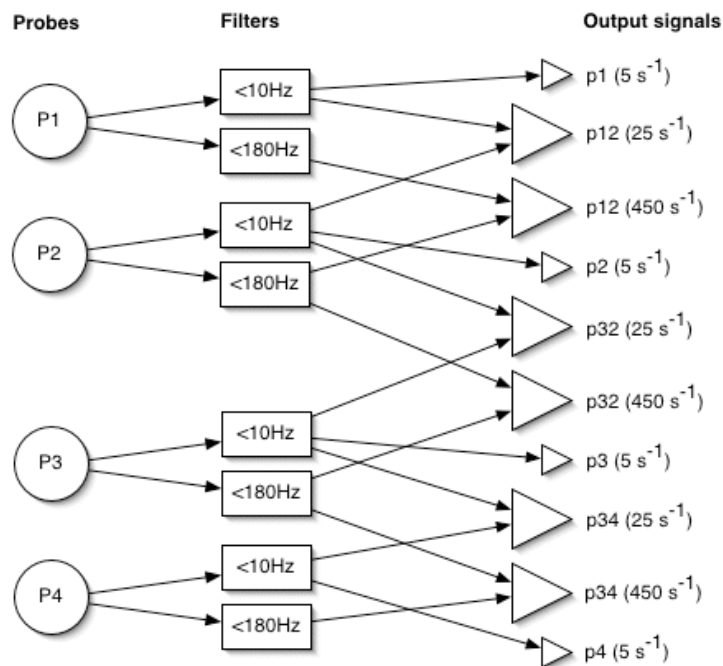 Probes
Filters
Output signals
P1
<10Hz
<180Hz
P2
<10Hz
<180Hz
P3
<10Hz
<180Hz
P4
<10Hz
<180Hz
p1 (5 s⁻¹)
p12 (25 s⁻¹)
p12 (450 s⁻¹)
p2 (5 s⁻¹)
p32 (25 s⁻¹)
p32 (450 s⁻¹)
p3 (5 s⁻¹)
p34 (25 s⁻¹)
p34 (450 s⁻¹)
p4 (5 s⁻¹)